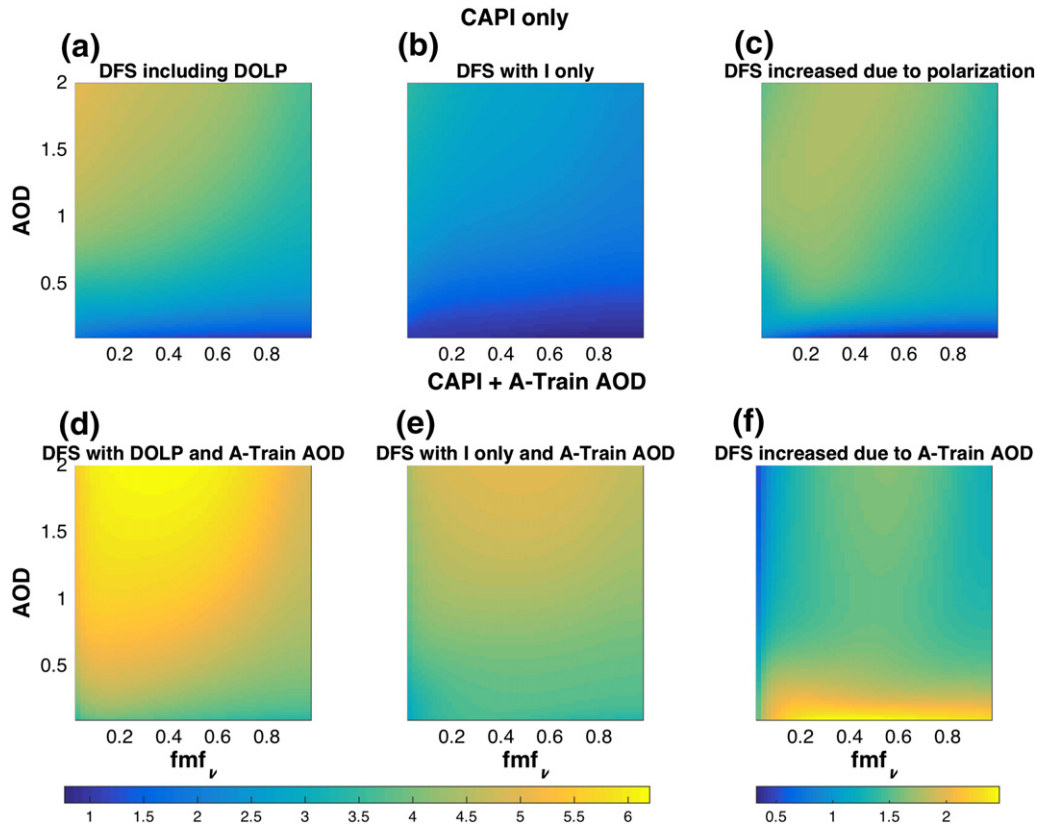 CAPI only
(a) (b) (c)
DFS including DOLP DFS with I only DFS increased due to polarization
2
1.5
1
0.5
AOD
0.2 0.4 0.6 0.8 0.2 0.4 0.6 0.8 0.2 0.4 0.6 0.8
CAPI + A-Train AOD
(d) (e) (f)
DFS with DOLP and A-Train AOD DFS with I only and A-Train AOD DFS increased due to A-Train AOD
2
1.5
1
0.5
AOD
0.2 0.4 0.6 0.8 0.2 0.4 0.6 0.8 0.2 0.4 0.6 0.8
fmfν fmfν fmfν
1 1.5 2 2.5 3 3.5 4 4.5 5 5.5 6 0.5 1 1.5 2